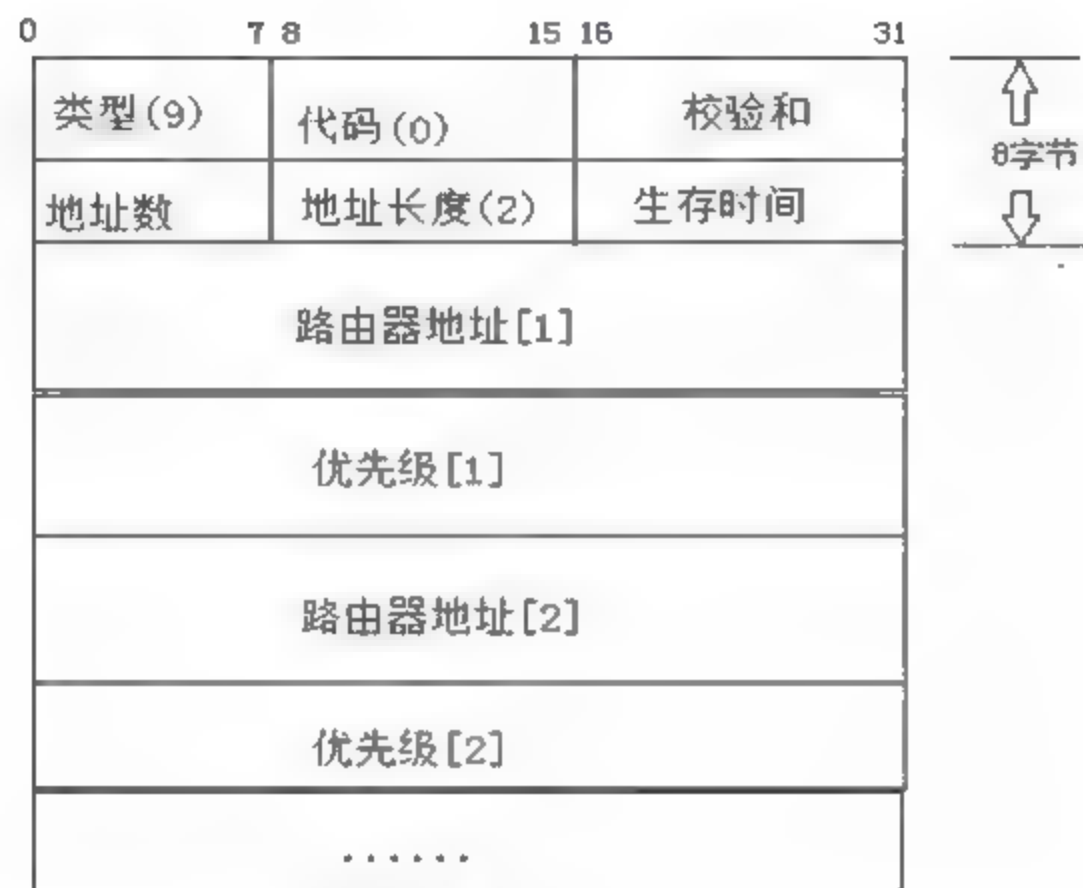 0 7 8 15 16 31
类型(9) 代码(0) 校验和
8字节
地址数 地址长度(2) 生存时间
路由器地址[1]
优先级[1]
路由器地址[2]
优先级[2]
......